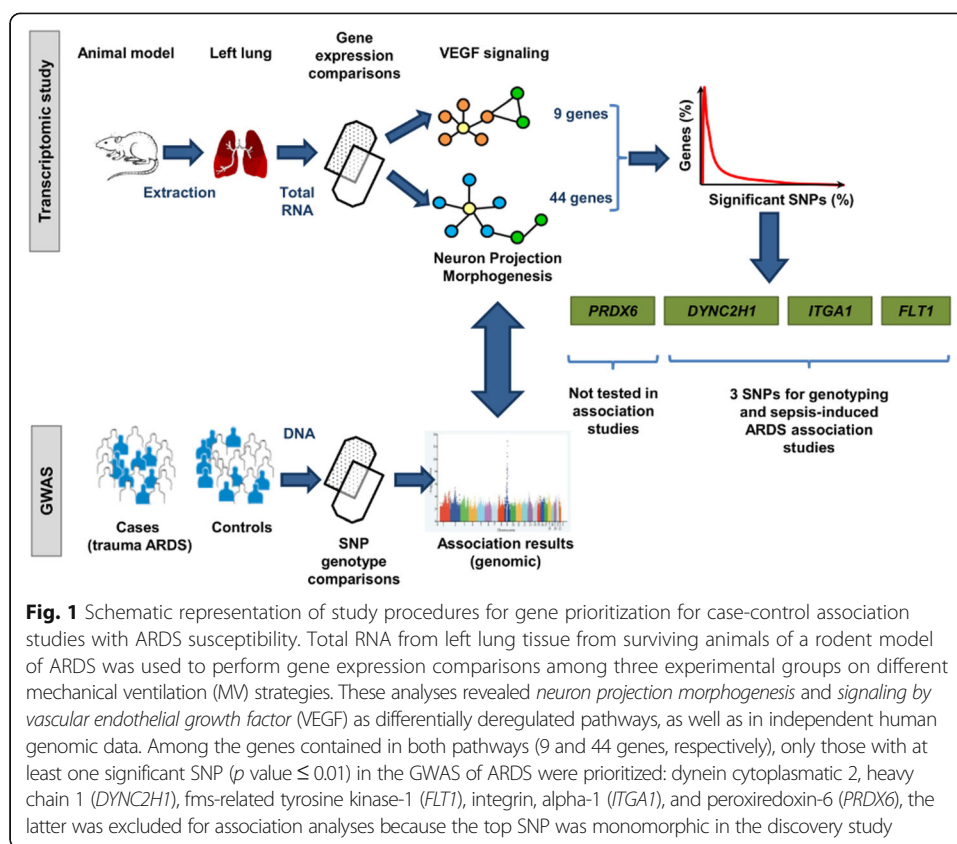 Transcriptomic study
Animal model
Left lung
Gene
expression
comparisons
VEGF signaling
Extraction
Total
RNA
9 genes
44 genes
Neuron Projection
Morphogenesis
Genes (%)
Significant SNPs (%)
PRDX6
DYNC2H1
ITGA1
FLT1
Not tested in
association
studies
3 SNPs for genotyping
and sepsis-induced
ARDS association
studies
GWAS
DNA
Cases
(trauma ARDS)
Controls
SNP
genotype
comparisons
Association results
(genomic)
Fig. 1 Schematic representation of study procedures for gene prioritization for case-control association
studies with ARDS susceptibility. Total RNA from left lung tissue from surviving animals of a rodent model
of ARDS was used to perform gene expression comparisons among three experimental groups on different
mechanical ventilation (MV) strategies. These analyses revealed neuron projection morphogenesis and signaling by
vascular endothelial growth factor (VEGF) as differentially deregulated pathways, as well as in independent human
genomic data. Among the genes contained in both pathways (9 and 44 genes, respectively), only those with at
least one significant SNP (p value ≤ 0.01) in the GWAS of ARDS were prioritized: dynein cytoplasmatic 2, heavy
chain 1 (DYNC2H1), fms-related tyrosine kinase-1 (FLT1), integrin, alpha-1 (ITGA1), and peroxiredoxin-6 (PRDX6), the
latter was excluded for association analyses because the top SNP was monomorphic in the discovery study